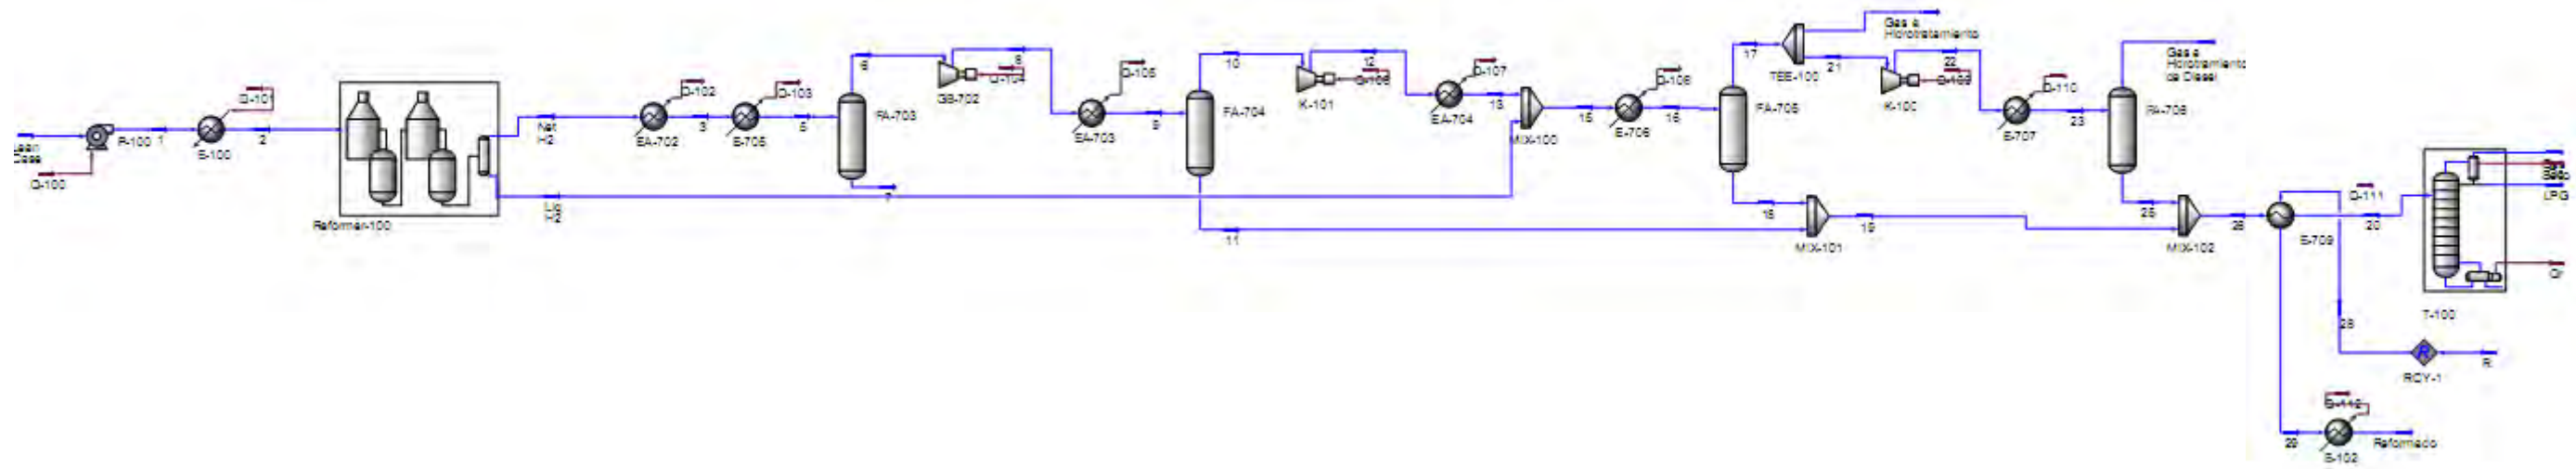 Q-100
P-100
1
Q-101
E-100
2
Reformer-100
Net
H2
Liq
H2
Q-102
EA-702
3
Q-103
E-705
5
FA-703
6
7
GB-702
Q-104
8
Q-105
EA-703
9
FA-704
10
11
K-101
12
Q-107
EA-704
13
MIX-100
15
E-706
16
FA-705
17
18
TEE-100
Gas a
Hidrotratamiento
21
K-100
22
Q-110
E-707
23
Gas a
de Diesel
25
MIX-101
19
MIX-102
26
E-709
Q-111
20
28
RCY-1
R
29
E-102
Reformado
T-100
LPG
Qr